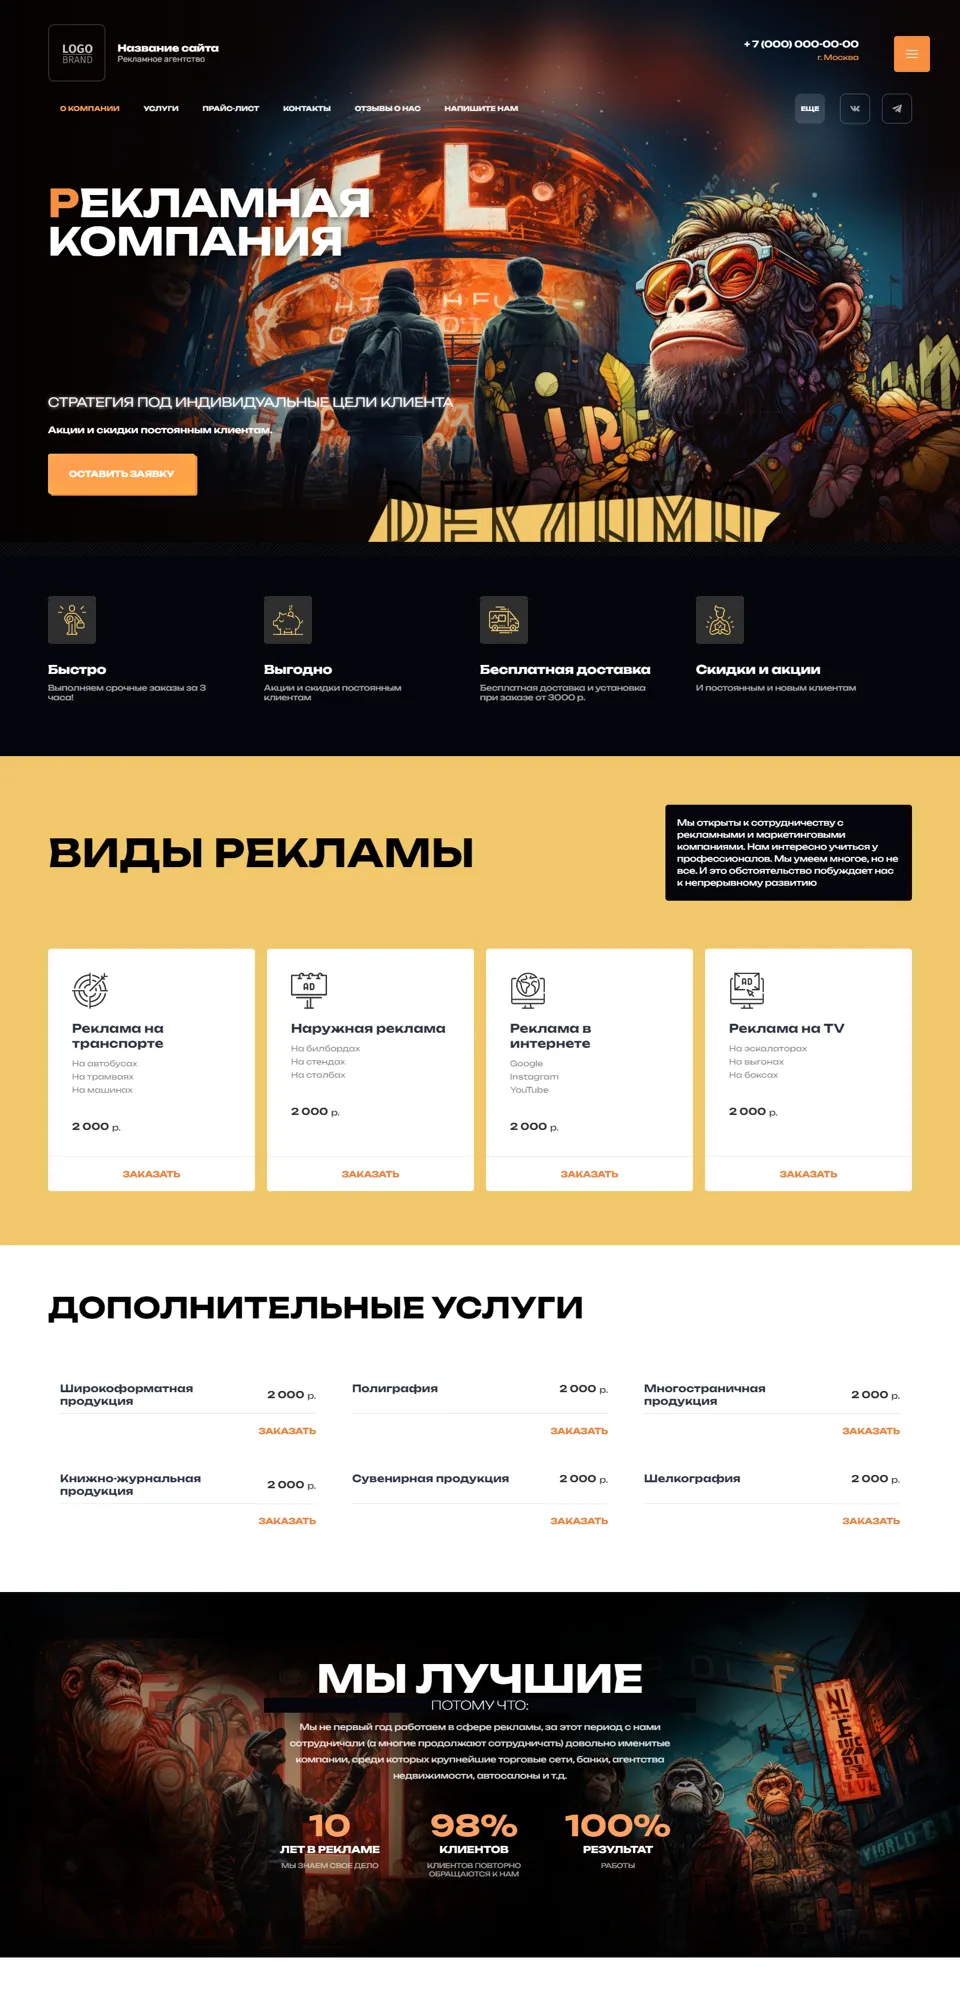 LOGO
BRAND
Название сайта
Рекламное агентство
+ 7 (000) 000-00-00
г. Москва
О КОМПАНИИ УСЛУГИ ПРАЙС-ЛИСТ КОНТАКТЫ ОТЗЫВЫ О НАС НАПИШИТЕ НАМ ЕЩЕ
РЕКЛАМНАЯ
КОМПАНИЯ
СТРАТЕГИЯ ПОД ИНДИВИДУАЛЬНЫЕ ЦЕЛИ КЛИЕНТА
Акции и скидки постоянным клиентам.
ОСТАВИТЬ ЗАЯВКУ
Быстро
Выполняем срочные заказы за 3
часа!
Выгодно
Акции и скидки постоянным
клиентам
Бесплатная доставка
Бесплатная доставка и установка
при заказе от 3000 р.
Скидки и акции
И постоянным и новым клиентам
ВИДЫ РЕКЛАМЫ
Мы открыты к сотрудничеству с
рекламными и маркетинговыми
компаниями. Нам интересно учиться у
профессионалов. Мы умеем многое, но не
все. И это обстоятельство побуждает нас
к непрерывному развитию
Реклама на
транспорте
На автобусах
На трамваях
На машинах
2 000 р.
ЗАКАЗАТЬ
AD
Наружная реклама
На билбордах
На стендах
На столбах
2 000 р.
ЗАКАЗАТЬ
Реклама в
интернете
Google
Instagram
YouTube
2 000 р.
ЗАКАЗАТЬ
AD
Реклама на TV
На эскалаторах
На выгонах
На боксах
2 000 р.
ЗАКАЗАТЬ
ДОПОЛНИТЕЛЬНЫЕ УСЛУГИ
Широкоформатная
продукция
2 000 р.
ЗАКАЗАТЬ
Полиграфия
2 000 р.
ЗАКАЗАТЬ
Многостраничная
продукция
2 000 р.
ЗАКАЗАТЬ
Книжно-журнальная
продукция
2 000 р.
ЗАКАЗАТЬ
Сувенирная продукция
2 000 р.
ЗАКАЗАТЬ
Шелкография
2 000 р.
ЗАКАЗАТЬ
МЫ ЛУЧШИЕ
ПОТОМУ ЧТО:
Мы не первый год работаем в сфере рекламы, за этот период с нами
сотрудничали (а многие продолжают сотрудничать) довольно именитые
компании, среди которых крупнейшие торговые сети, банки, агентства
недвижимости, автосалоны и т.д.
10
ЛЕТ В РЕКЛАМЕ
МЫ ЗНАЕМ СВОЕ ДЕЛО
98%
КЛИЕНТОВ
КЛИЕНТОВ ПОВТОРНО
ОБРАЩАЮТСЯ К НАМ
100%
РЕЗУЛЬТАТ
РАБОТЫ